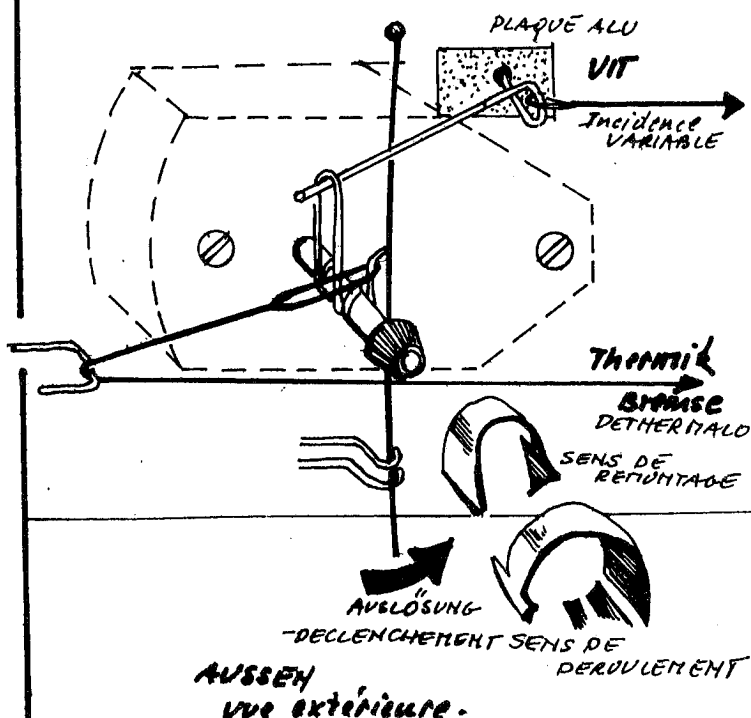 PLAQUE ALU
VIT
Incidence
VARIABLE
Thermik
Bremse
DETHERMALO
SENS DE
REMONTAGE
AUSLÖSUNG
-DECLENCHEMENT
SENS DE
DEROULEMENT
AUSSEN
vue extérieure.